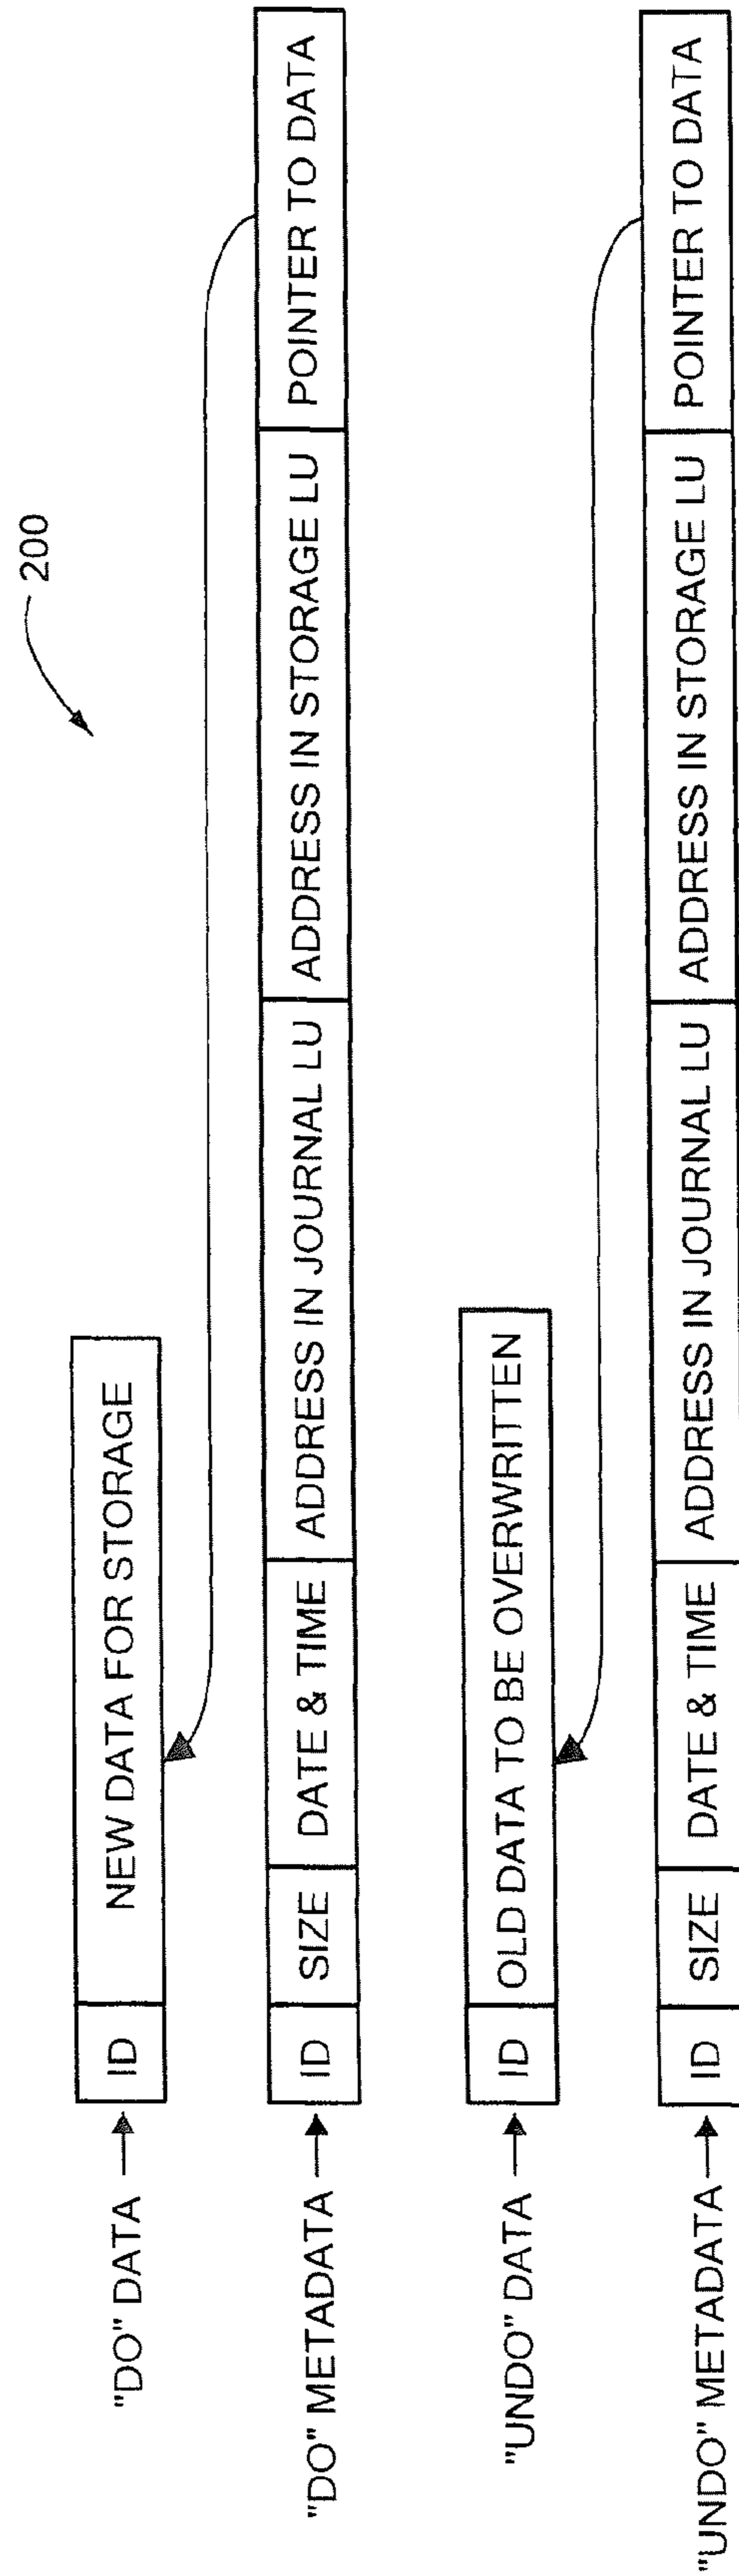 200
"DO" DATA ID NEW DATA FOR STORAGE
"DO" METADATA ID SIZE DATE & TIME ADDRESS IN JOURNAL LU ADDRESS IN STORAGE LU POINTER TO DATA
"UNDO" DATA ID OLD DATA TO BE OVERWRITTEN
"UNDO" METADATA ID SIZE DATE & TIME ADDRESS IN JOURNAL LU ADDRESS IN STORAGE LU POINTER TO DATA